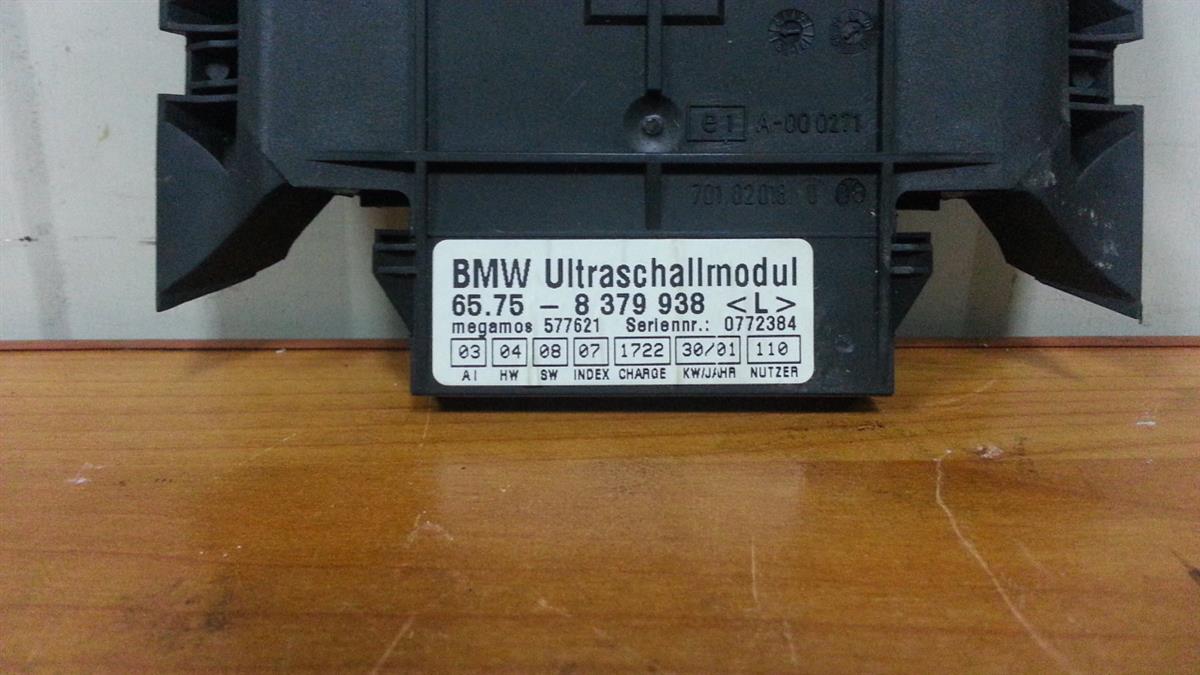 e1 A-00 0271
701 02018
BMW Ultraschallmodul
65.75 – 8 379 938 <L>
megamos 577621 Seriennr.: 0772384
03 04 08 07 1722 30/01 110
AI HW SW INDEX CHARGE KW/JAHR NUTZER